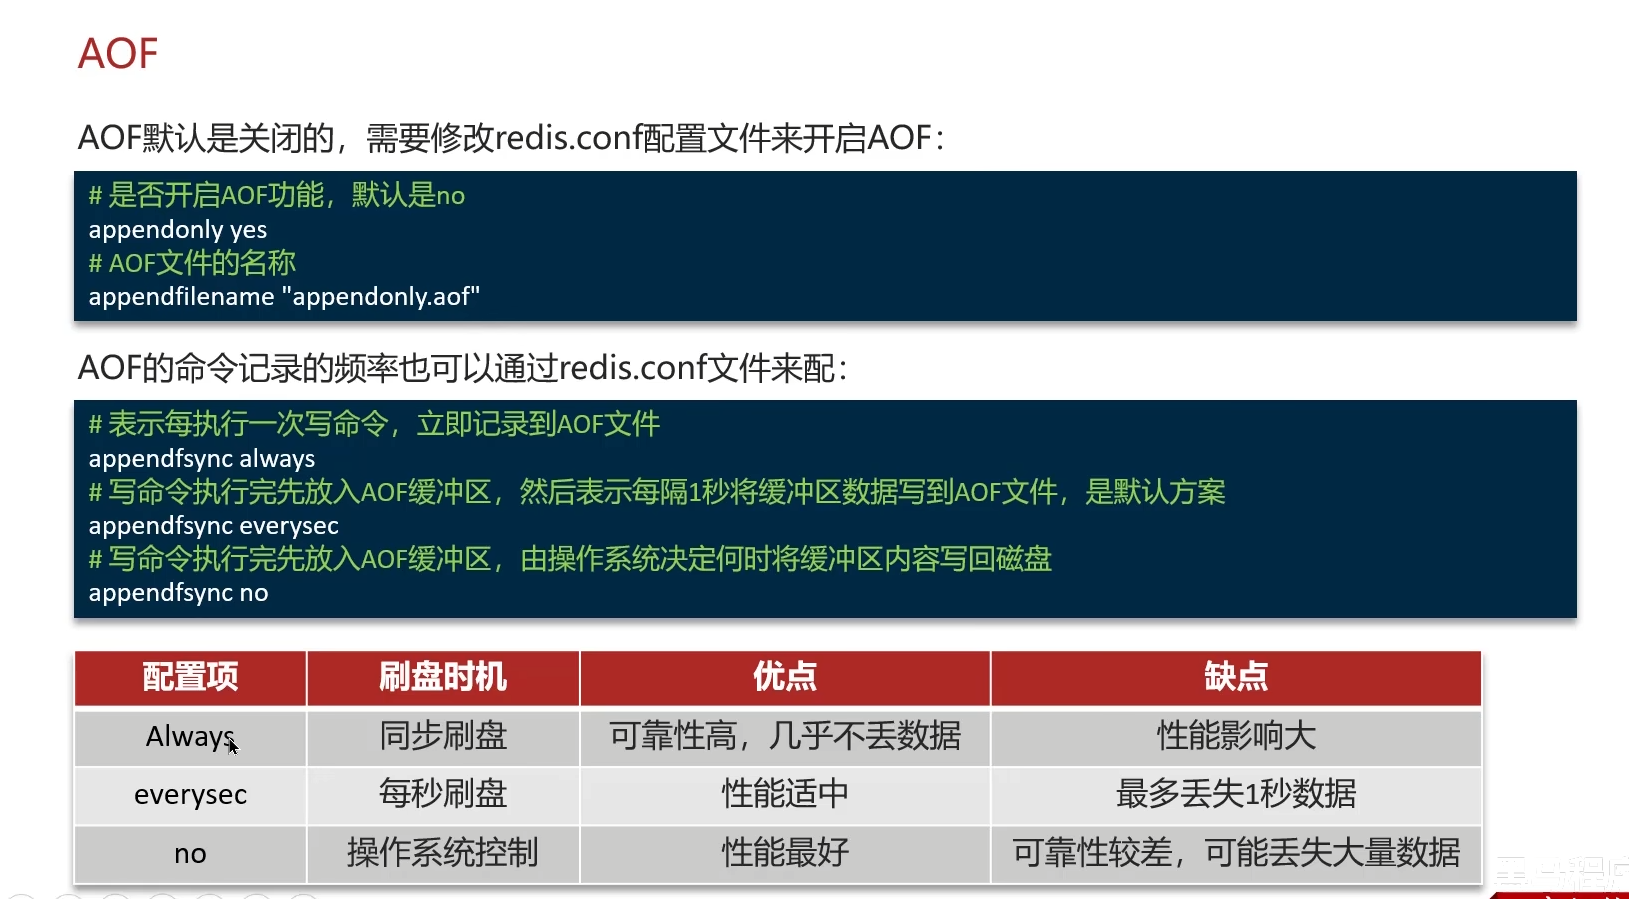 AOF
AOF默认是关闭的，需要修改redis.conf配置文件来开启AOF：
# 是否开启AOF功能，默认是no
appendonly yes
# AOF文件的名称
appendfilename "appendonly.aof"
AOF的命令记录的频率也可以通过redis.conf文件来配：
# 表示每执行一次写命令，立即记录到AOF文件
appendfsync always
# 写命令执行完先放入AOF缓冲区，然后表示每隔1秒将缓冲区数据写到AOF文件，是默认方案
appendfsync everysec
# 写命令执行完先放入AOF缓冲区，由操作系统决定何时将缓冲区内容写回磁盘
appendfsync no
配置项 刷盘时机 优点 缺点
Always 同步刷盘 可靠性高，几乎不丢数据 性能影响大
everysec 每秒刷盘 性能适中 最多丢失1秒数据
no 操作系统控制 性能最好 可靠性较差，可能丢失大量数据